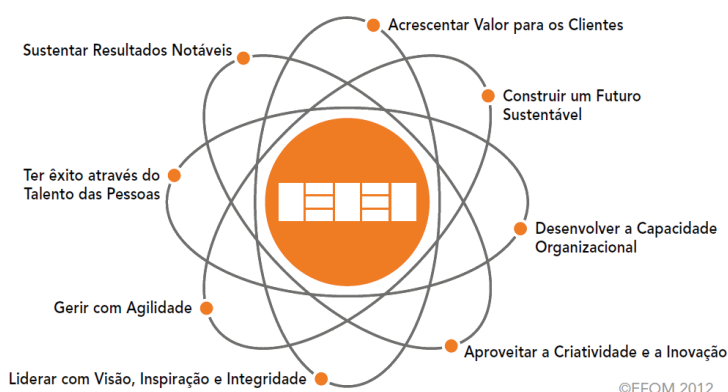 Acrescentar Valor para os Clientes
Sustentar Resultados Notáveis
Construir um Futuro
Sustentável
Ter êxito através do
Talento das Pessoas
Desenvolver a Capacidade
Organizacional
Gerir com Agilidade
Aproveitar a Criatividade e a Inovação
Liderar com Visão, Inspiração e Integridade
©EFQM 2012